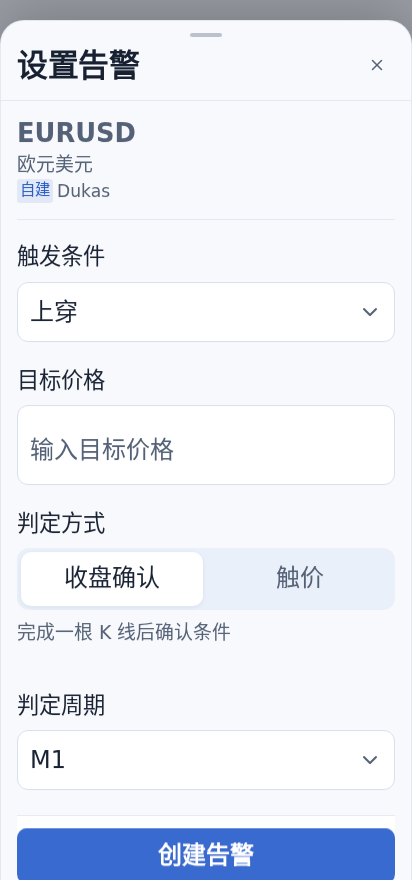 设置告警
×
EURUSD
欧元美元
自建 Dukas
触发条件
上穿
目标价格
输入目标价格
判定方式
收盘确认 触价
完成一根 K 线后确认条件
判定周期
M1
创建告警